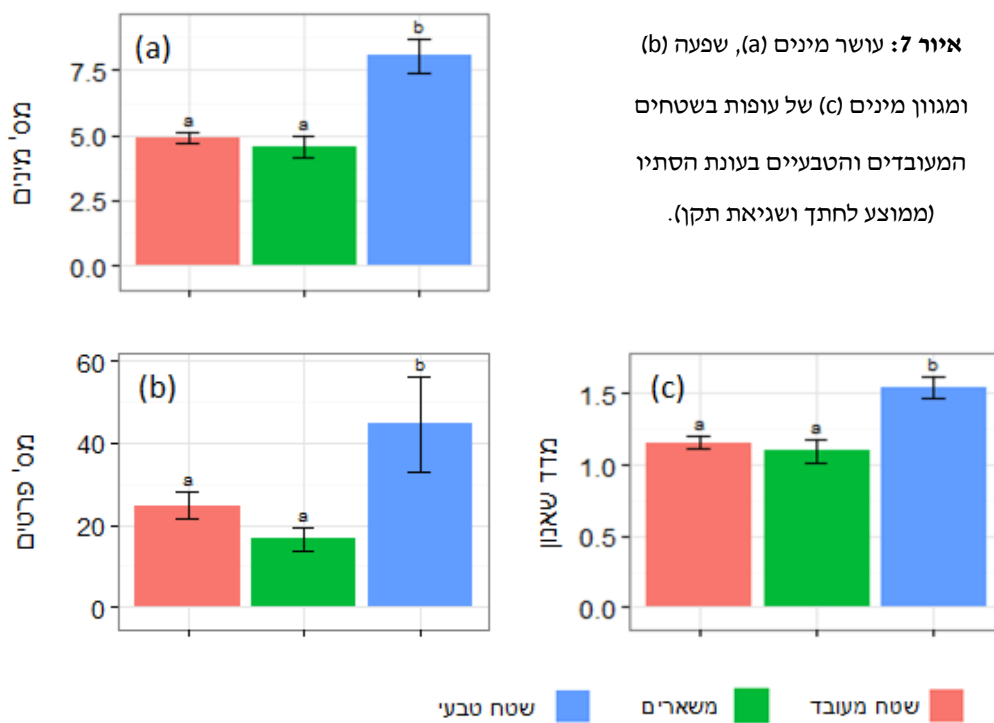 איור 7: עושר מינים (a), שפעה (b)
ומגוון מינים (c) של עופות בשטחים
המעובדים והטבעיים בעונת הסתיו
(ממוצע לחתך ושגיאת תקן).
(a)
מס' מינים
7.5
5.0
2.5
0.0
a
a
b
(b)
מס' פרטים
60
40
20
0
a
a
b
(c)
מדד שאנון
1.5
1.0
0.5
0.0
a
a
b
שטח מעובד
משארים
שטח טבעי